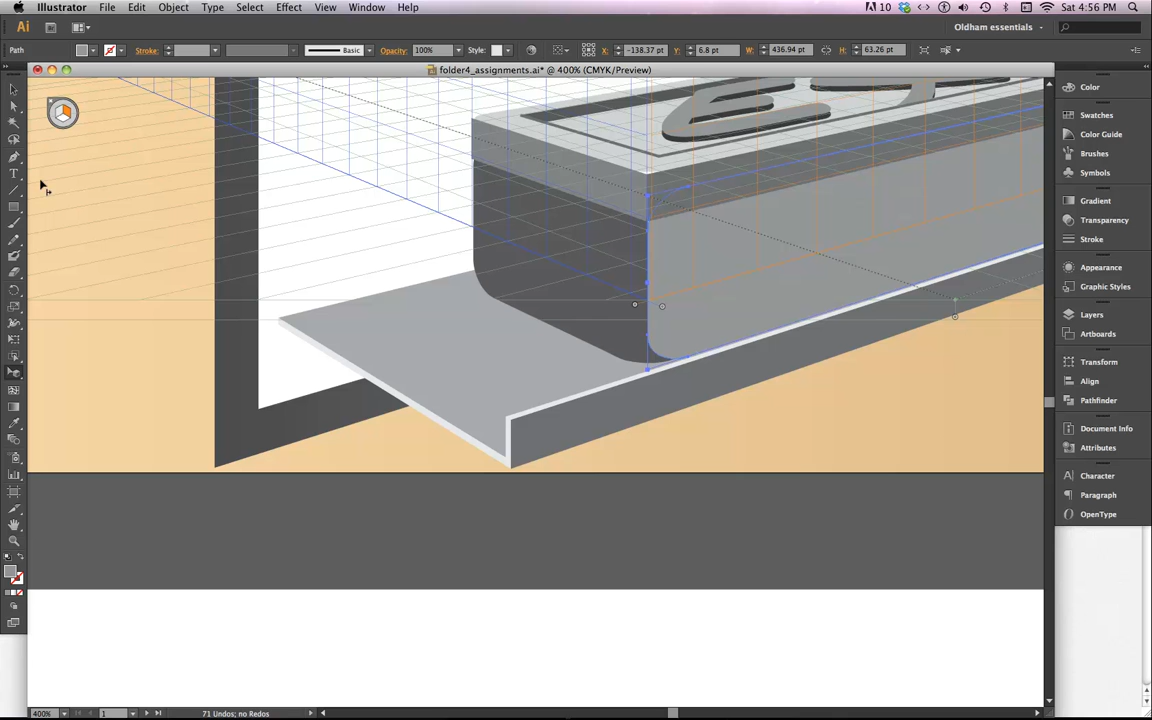 Illustrator File Edit Object Type Select Effect View Window Help
10
Sat 4:56 PM
Ai
Oldham essentials
Path
Stroke:
Basic
Opacity: 100%
Style:
X: -138.37 pt
Y: 6.8 pt
W: 436.94 pt
H: 63.26 pt
folder4_assignments.ai* @ 400% (CMYK/Preview)
Color
Swatches
Color Guide
Brushes
Symbols
Gradient
Transparency
Stroke
Appearance
Graphic Styles
Layers
Artboards
Transform
Align
Pathfinder
Document Info
Attributes
Character
Paragraph
OpenType
400%
1
71 Undos; no Redos